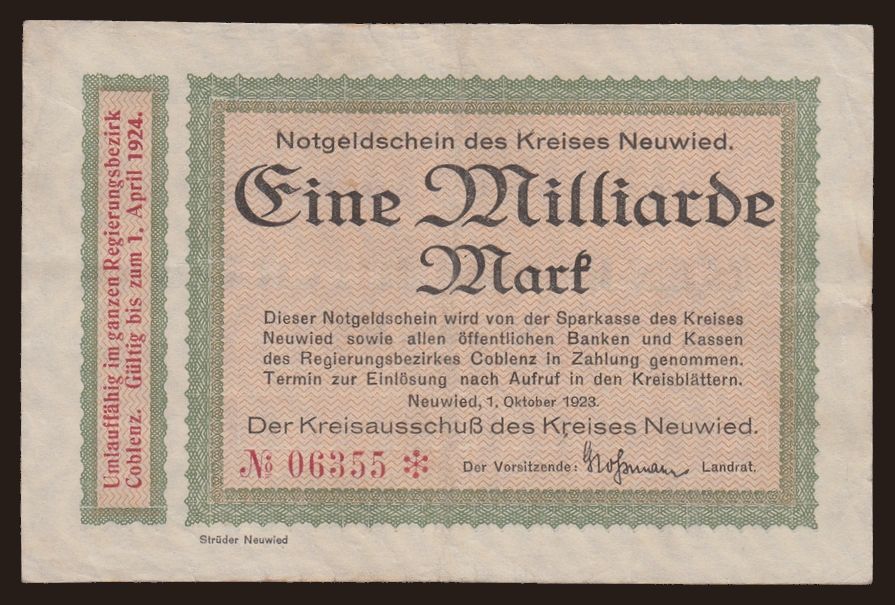 Umlauffähig im ganzen Regierungsbezirk
Coblenz. Gültig bis zum 1. April 1924.
Notgeldschein des Kreises Neuwied.
Eine Milliarde
Mark
Dieser Notgeldschein wird von der Sparkasse des Kreises
Neuwied sowie allen öffentlichen Banken und Kassen
des Regierungsbezirkes Coblenz in Zahlung genommen.
Termin zur Einlösung nach Aufruf in den Kreisblättern.
Neuwied, 1. Oktober 1923.
Der Kreisausschuß des Kreises Neuwied.
№ 06355 *
Der Vorsitzende: Landrat.
Strüder Neuwied